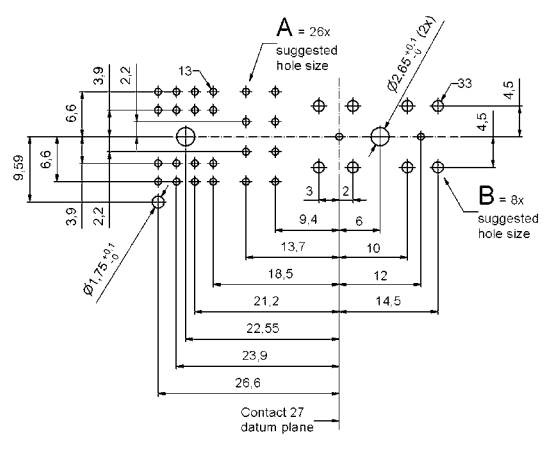 A = 26x
suggested
hole size
Ø2,65 +0,1 -0 (2x)
13
33
3,9
2,2
6,6
4,5
4,5
9,59
6,6
3,9
2,2
3
2
B = 8x
suggested
hole size
9,4
6
13,7
10
Ø1,75 +0,1 -0
18,5
12
21,2
14,5
22,55
23,9
26,6
Contact 27
datum plane